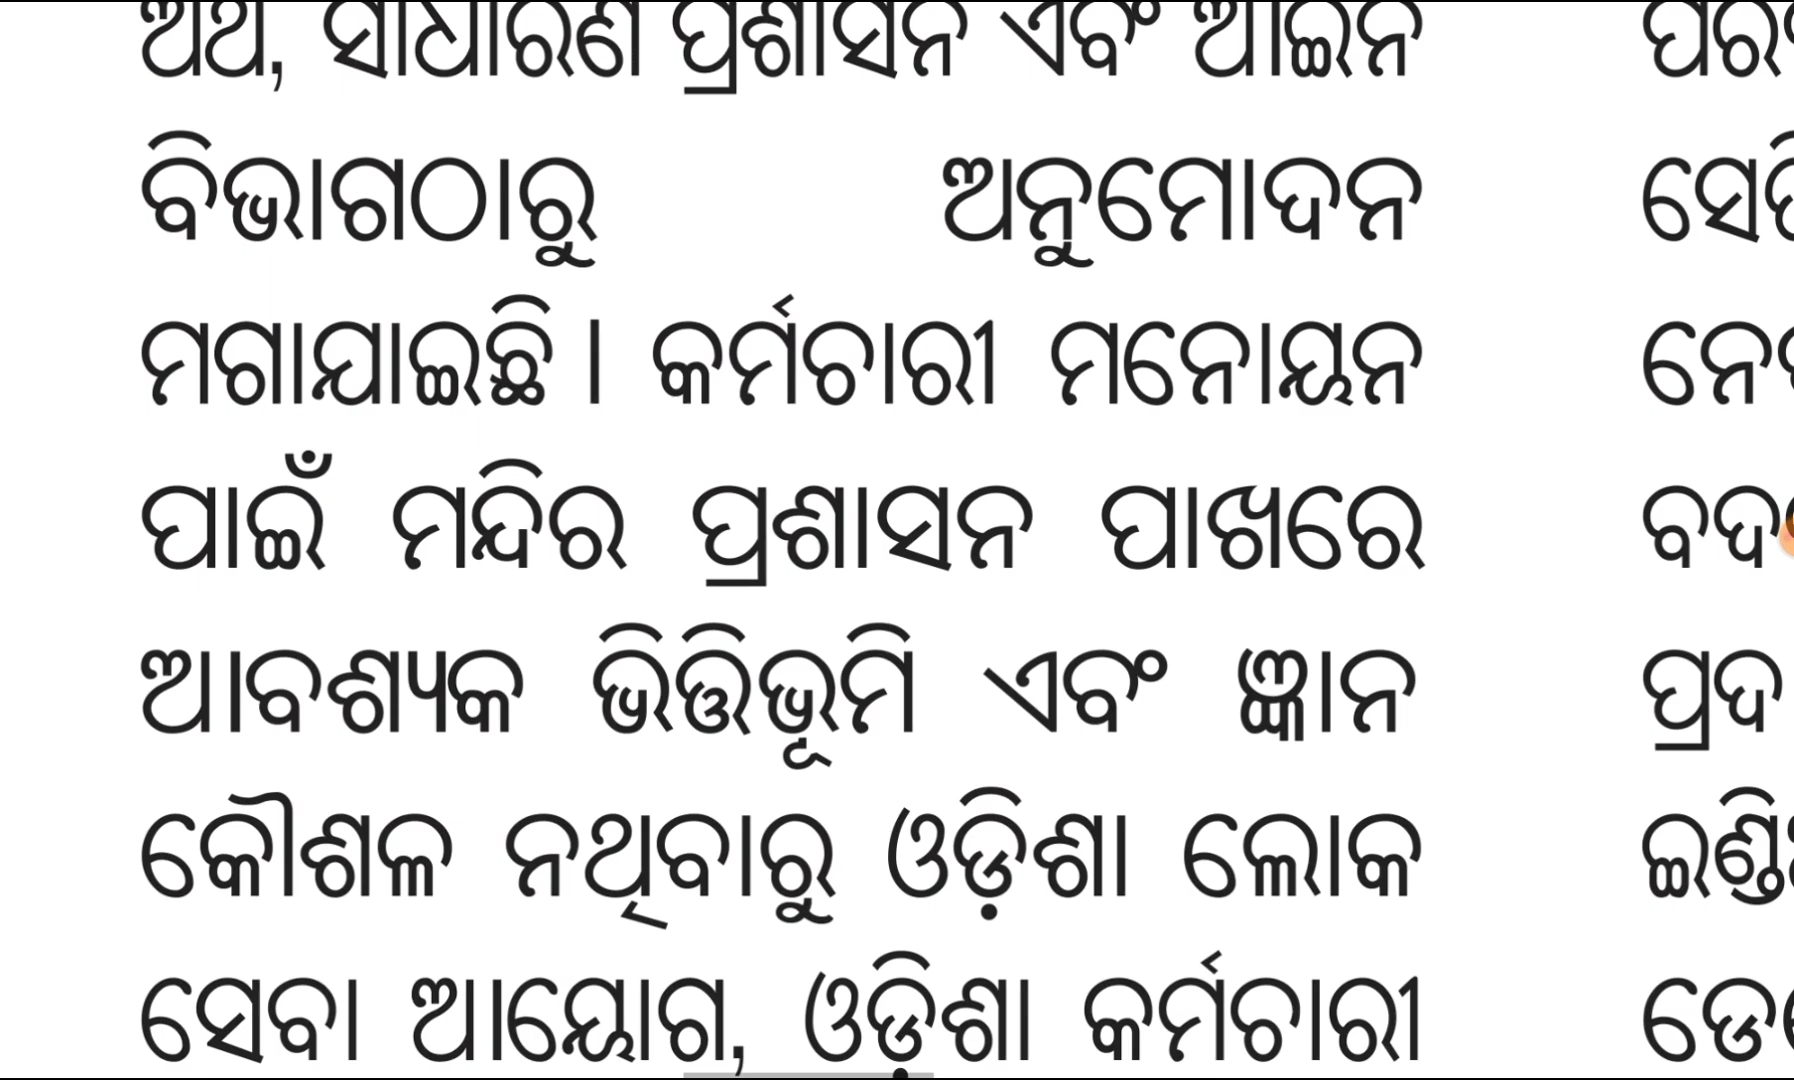 ଅର୍ଥ, ସାଧାରଣ ପ୍ରଶାସନ ଏବଂ ଆଇନ
ବିଭାଗଠାରୁ ଅନୁମୋଦନ
ମଗାଯାଇଛି । କର୍ମଚାରୀ ମନୋୟନ
ପାଇଁ ମନ୍ଦିର ପ୍ରଶାସନ ପାଖରେ
ଆବଶ୍ୟକ ଭିତ୍ତିଭୂମି ଏବଂ ଜ୍ଞାନ
କୌଶଳ ନଥିବାରୁ ଓଡ଼ିଶା ଲୋକ
ସେବା ଆୟୋଗ, ଓଡ଼ିଶା କର୍ମଚାରୀ